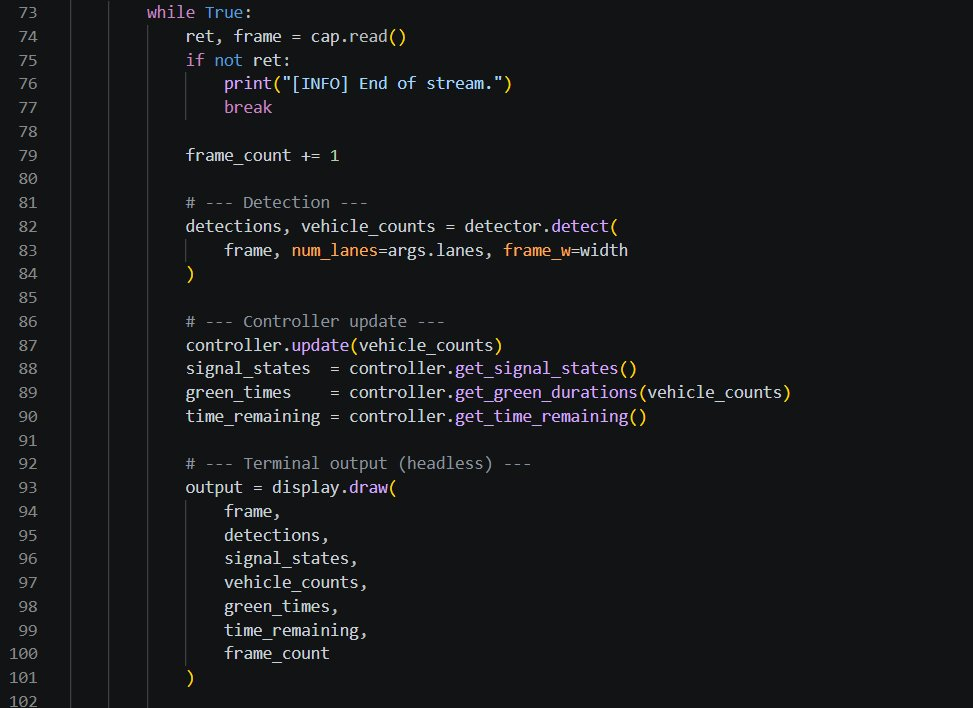 73 while True:
74 ret, frame = cap.read()
75 if not ret:
76 print("[INFO] End of stream.")
77 break
78
79 frame_count += 1
80
81 # --- Detection ---
82 detections, vehicle_counts = detector.detect(
83 frame, num_lanes=args.lanes, frame_w=width
84 )
85
86 # --- Controller update ---
87 controller.update(vehicle_counts)
88 signal_states  = controller.get_signal_states()
89 green_times    = controller.get_green_durations(vehicle_counts)
90 time_remaining = controller.get_time_remaining()
91
92 # --- Terminal output (headless) ---
93 output = display.draw(
94 frame,
95 detections,
96 signal_states,
97 vehicle_counts,
98 green_times,
99 time_remaining,
100 frame_count
101 )
102